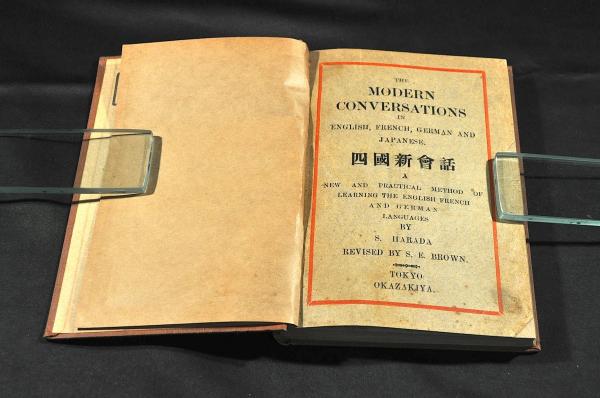 THE
MODERN
CONVERSATIONS
IN
ENGLISH, FRENCH, GERMAN AND
JAPANESE.
四國新會話
A
NEW AND PRACTICAL METHOD OF
LEARNING THE ENGLISH FRENCH
AND GERMAN
LANGUAGES
BY
S. HARADA
REVISED BY S. E. BROWN.
TOKYO
OKAZAKIYA.